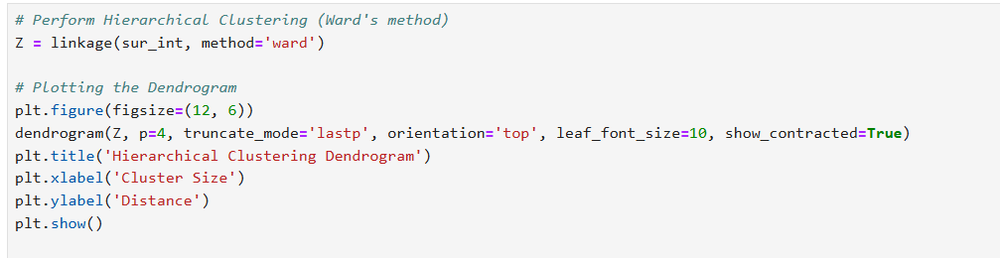 # Perform Hierarchical Clustering (Ward's method)
Z = linkage(sur_int, method='ward')
# Plotting the Dendrogram
plt.figure(figsize=(12, 6))
dendrogram(Z, p=4, truncate_mode='lastp', orientation='top', leaf_font_size=10, show_contracted=True)
plt.title('Hierarchical Clustering Dendrogram')
plt.xlabel('Cluster Size')
plt.ylabel('Distance')
plt.show()